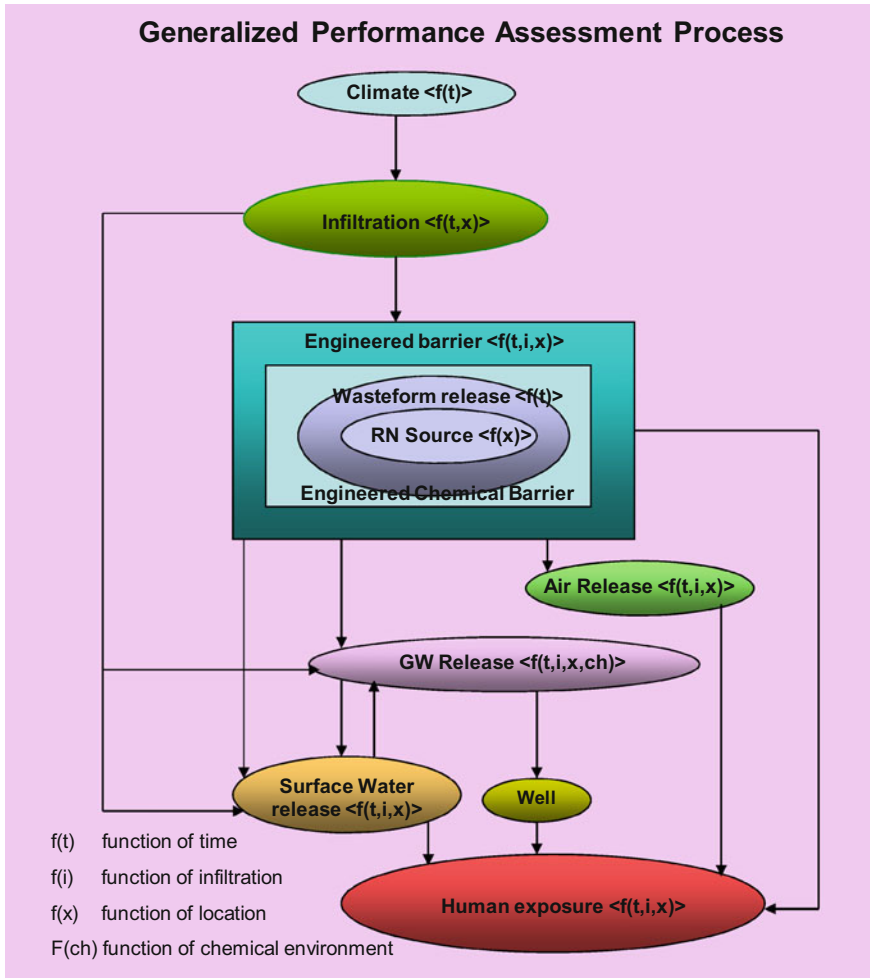 Generalized Performance Assessment Process
Climate <f(t)>
Infiltration <f(t,x)>
Engineered barrier <f(t,i,x)>
Wasteform release <f(t)>
RN Source <f(x)>
Engineered Chemical Barrier
Air Release <f(t,i,x)>
GW Release <f(t,i,x,ch)>
Surface Water
release <f(t,i,x)>
Well
Human exposure <f(t,i,x)>
f(t) function of time
f(i) function of infiltration
f(x) function of location
F(ch) function of chemical environment